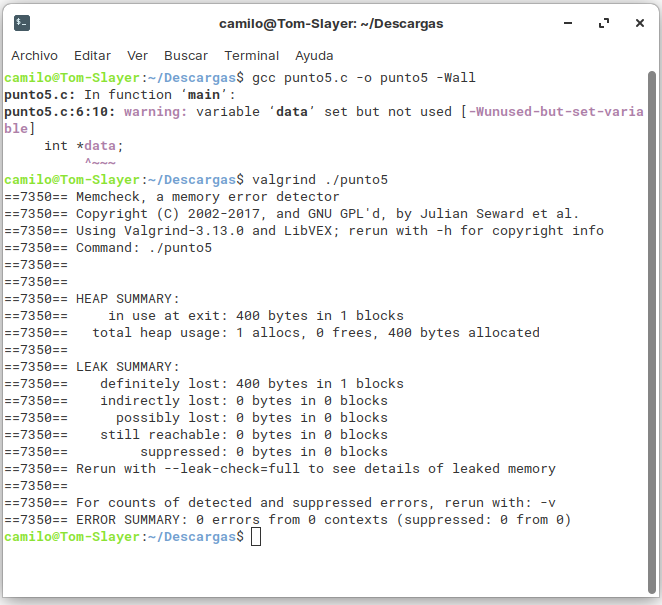 camilo@Tom-Slayer: ~/Descargas
Archivo Editar Ver Buscar Terminal Ayuda
camilo@Tom-Slayer:~/Descargas$ gcc punto5.c -o punto5 -Wall
punto5.c: In function ‘main’:
punto5.c:6:10: warning: variable ‘data’ set but not used [-Wunused-but-set-varia
ble]
     int *data;
          ^~~~
camilo@Tom-Slayer:~/Descargas$ valgrind ./punto5
==7350== Memcheck, a memory error detector
==7350== Copyright (C) 2002-2017, and GNU GPL'd, by Julian Seward et al.
==7350== Using Valgrind-3.13.0 and LibVEX; rerun with -h for copyright info
==7350== Command: ./punto5
==7350==
==7350==
==7350== HEAP SUMMARY:
==7350==     in use at exit: 400 bytes in 1 blocks
==7350==   total heap usage: 1 allocs, 0 frees, 400 bytes allocated
==7350==
==7350== LEAK SUMMARY:
==7350==    definitely lost: 400 bytes in 1 blocks
==7350==    indirectly lost: 0 bytes in 0 blocks
==7350==      possibly lost: 0 bytes in 0 blocks
==7350==    still reachable: 0 bytes in 0 blocks
==7350==         suppressed: 0 bytes in 0 blocks
==7350== Rerun with --leak-check=full to see details of leaked memory
==7350==
==7350== For counts of detected and suppressed errors, rerun with: -v
==7350== ERROR SUMMARY: 0 errors from 0 contexts (suppressed: 0 from 0)
camilo@Tom-Slayer:~/Descargas$